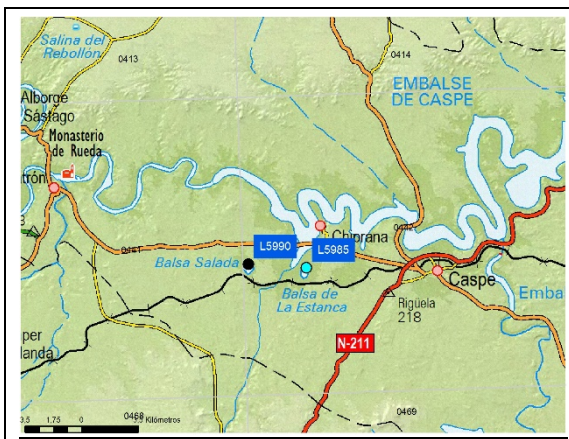 Salina del
Rebollón
0413
0414
EMBALSE
DE CASPE
Alborge
Sástago
Monasterio
de Rueda
trón
0441
0442
Chiprana
L5990
L5985
Balsa Salada
Balsa de
La Estanca
Caspe
Rigüela
218
Emba
N-211
per
landa
3.5 1.75 0 3.5 Kilómetros
0468
0469